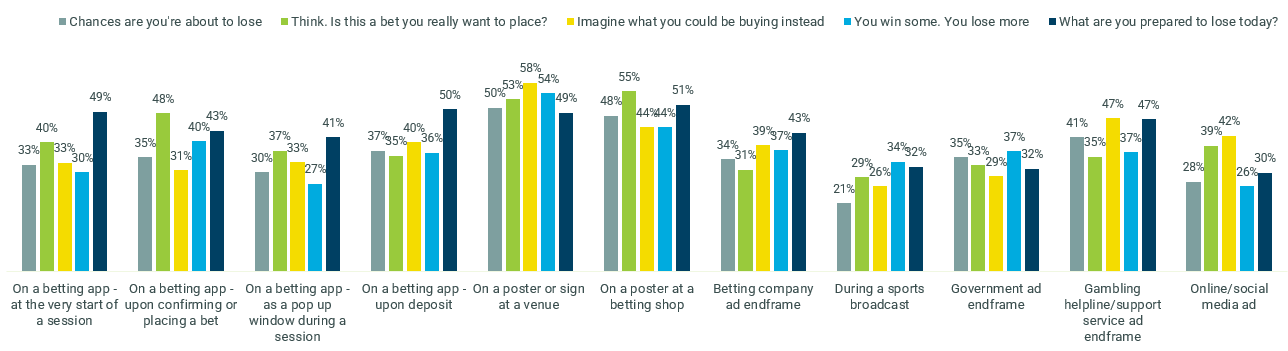 Chances are you're about to lose
Think. Is this a bet you really want to place?
Imagine what you could be buying instead
You win some. You lose more
What are you prepared to lose today?
33%
40%
33%
30%
49%
35%
48%
31%
40%
43%
30%
37%
33%
27%
41%
37%
35%
40%
36%
50%
50%
53%
58%
54%
49%
48%
55%
44%
44%
51%
34%
31%
39%
37%
43%
21%
29%
26%
34%
32%
35%
33%
29%
37%
32%
41%
35%
47%
37%
47%
28%
39%
42%
26%
30%
On a betting app -
at the very start of
a session
On a betting app -
upon confirming or
placing a bet
On a betting app -
as a pop up
window during a
session
On a betting app -
upon deposit
On a poster or sign
at a venue
On a poster at a
betting shop
Betting company
ad endframe
During a sports
broadcast
Government ad
endframe
Gambling
helpline/support
service ad
endframe
Online/social
media ad